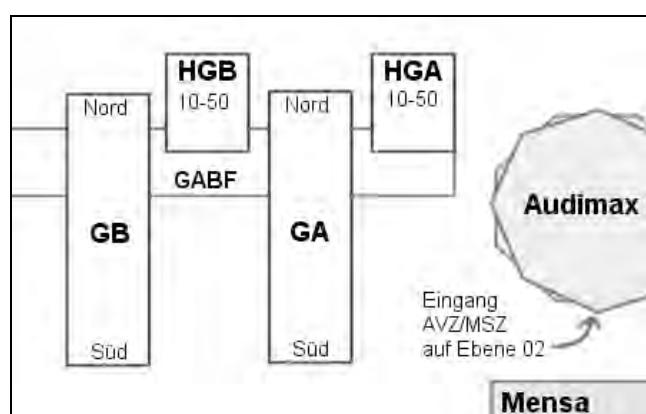 HGB
10-50
HGA
10-50
Nord
Nord
GABF
GB
GA
Audimax
Süd
Süd
Eingang
AVZ/MSZ
auf Ebene 02
Mensa